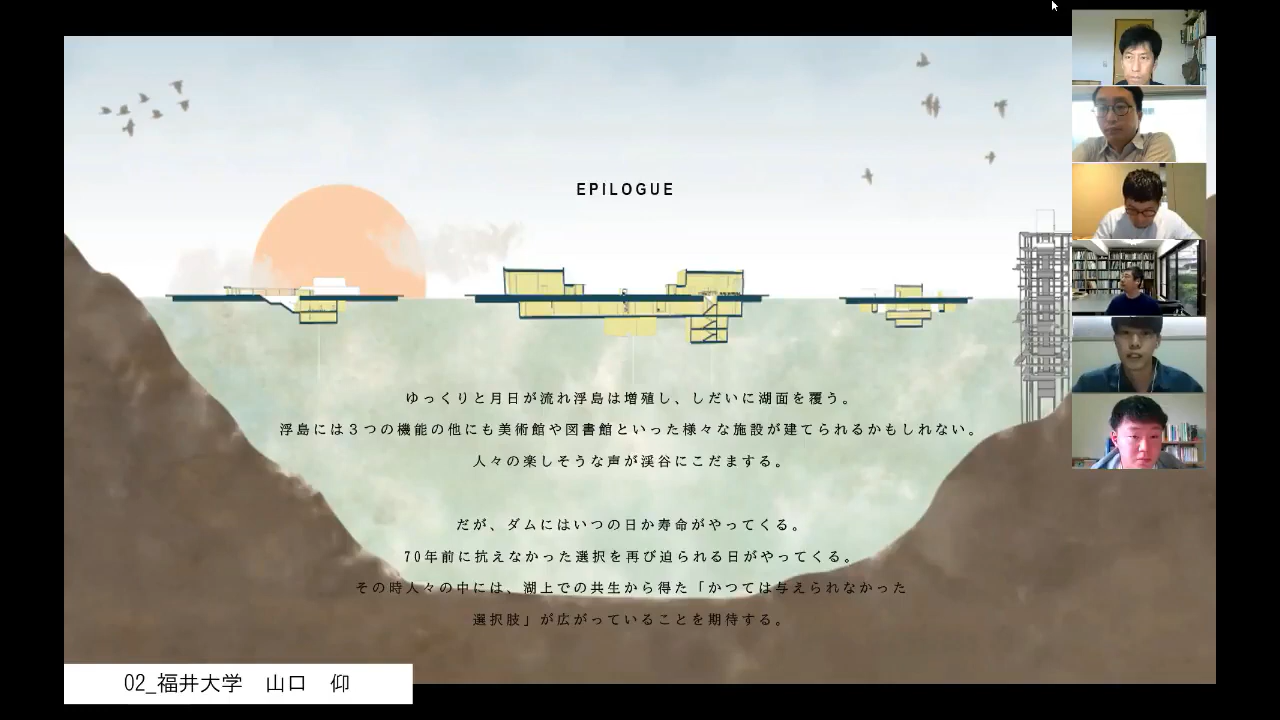 EPILOGUE
ゆっくりと月日が流れ浮島は増殖し、しだいに湖面を覆う。
浮島には３つの機能の他にも美術館や図書館といった様々な施設が建てられるかもしれない。
人々の楽しそうな声が渓谷にこだまする。
だが、ダムにはいつの日か寿命がやってくる。
70年前に抗えなかった選択を再び迫られる日がやってくる。
その時人々の中には、湖上での共生から得た「かつては与えられなかった
選択肢」が広がっていることを期待する。
02_福井大学　山口　仰